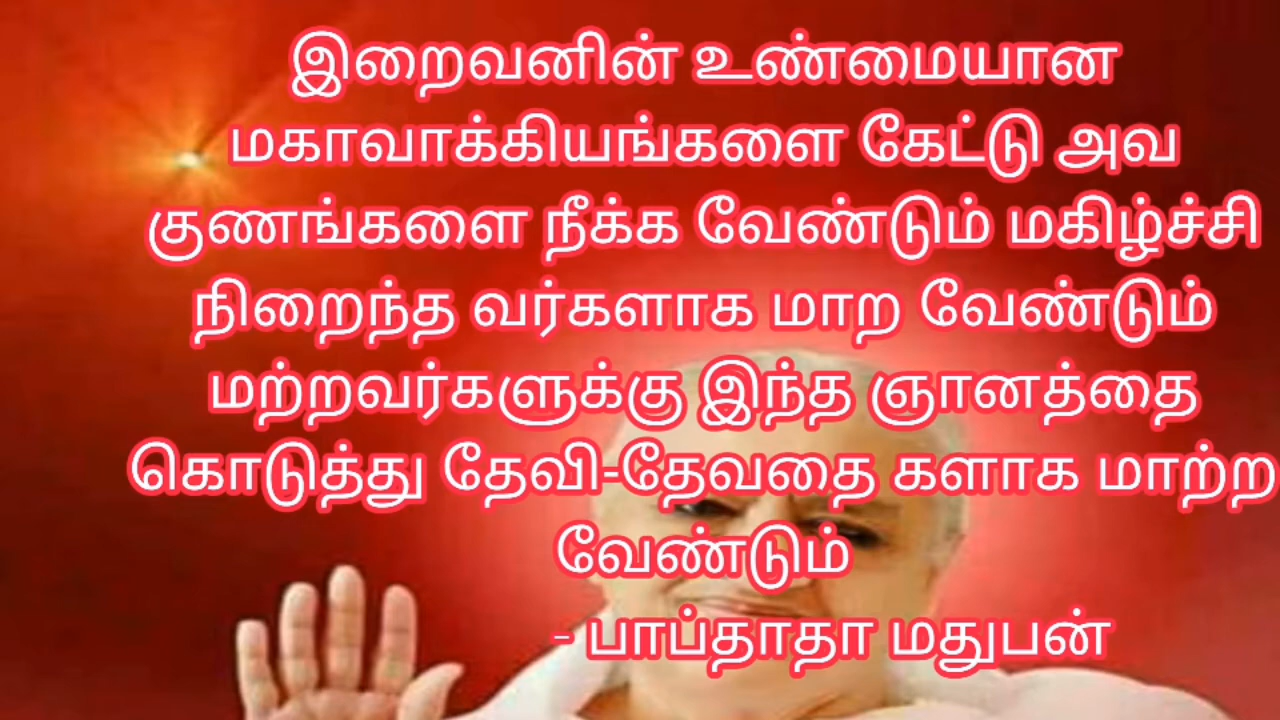 இறைவனின் உண்மையான
மகாவாக்கியங்களை கேட்டு அவ
குணங்களை நீக்க வேண்டும் மகிழ்ச்சி
நிறைந்த வர்களாக மாற வேண்டும்
மற்றவர்களுக்கு இந்த ஞானத்தை
கொடுத்து தேவி-தேவதை களாக மாற்ற
வேண்டும்
- பாப்தாதா மதுபன்